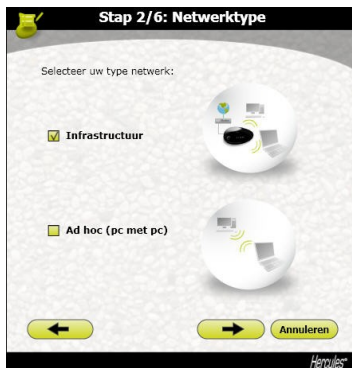 Stap 2/6: Netwerktype
Selecteer uw type netwerk:
Infrastructuur
Ad hoc (pc met pc)
Annuleren
Hercules